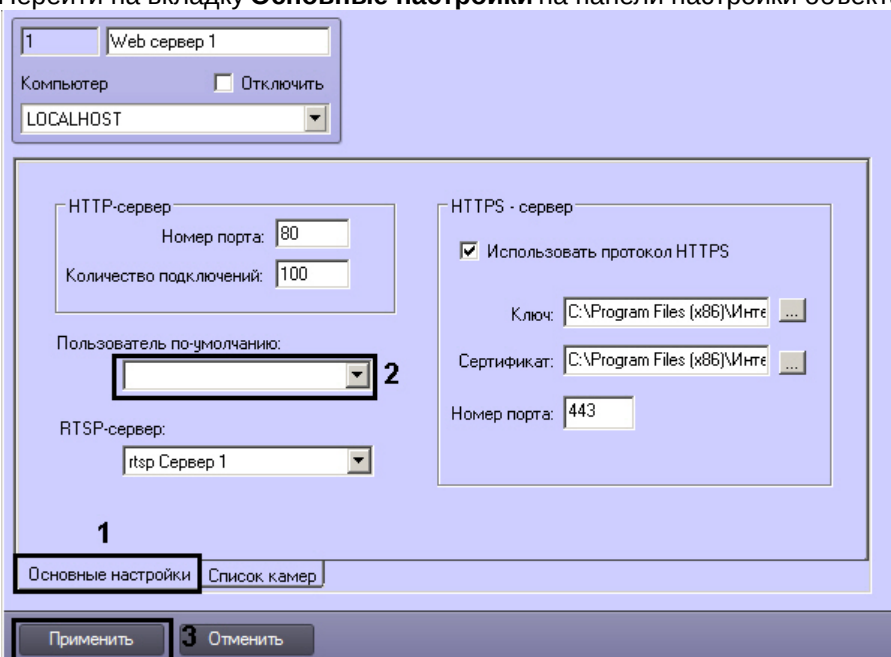 Перейти на вкладку Основные настройки на панели настройки объект
1 Web сервер 1
Компьютер Отключить
LOCALHOST
HTTP-сервер
Номер порта: 80
Количество подключений: 100
Пользователь по-умолчанию:
2
RTSP-сервер:
rtsp Сервер 1
HTTPS - сервер
Использовать протокол HTTPS
Ключ: C:\Program Files (x86)\Инте ...
Сертификат: C:\Program Files (x86)\Инте ...
Номер порта: 443
1
Основные настройки Список камер
Применить 3 Отменить